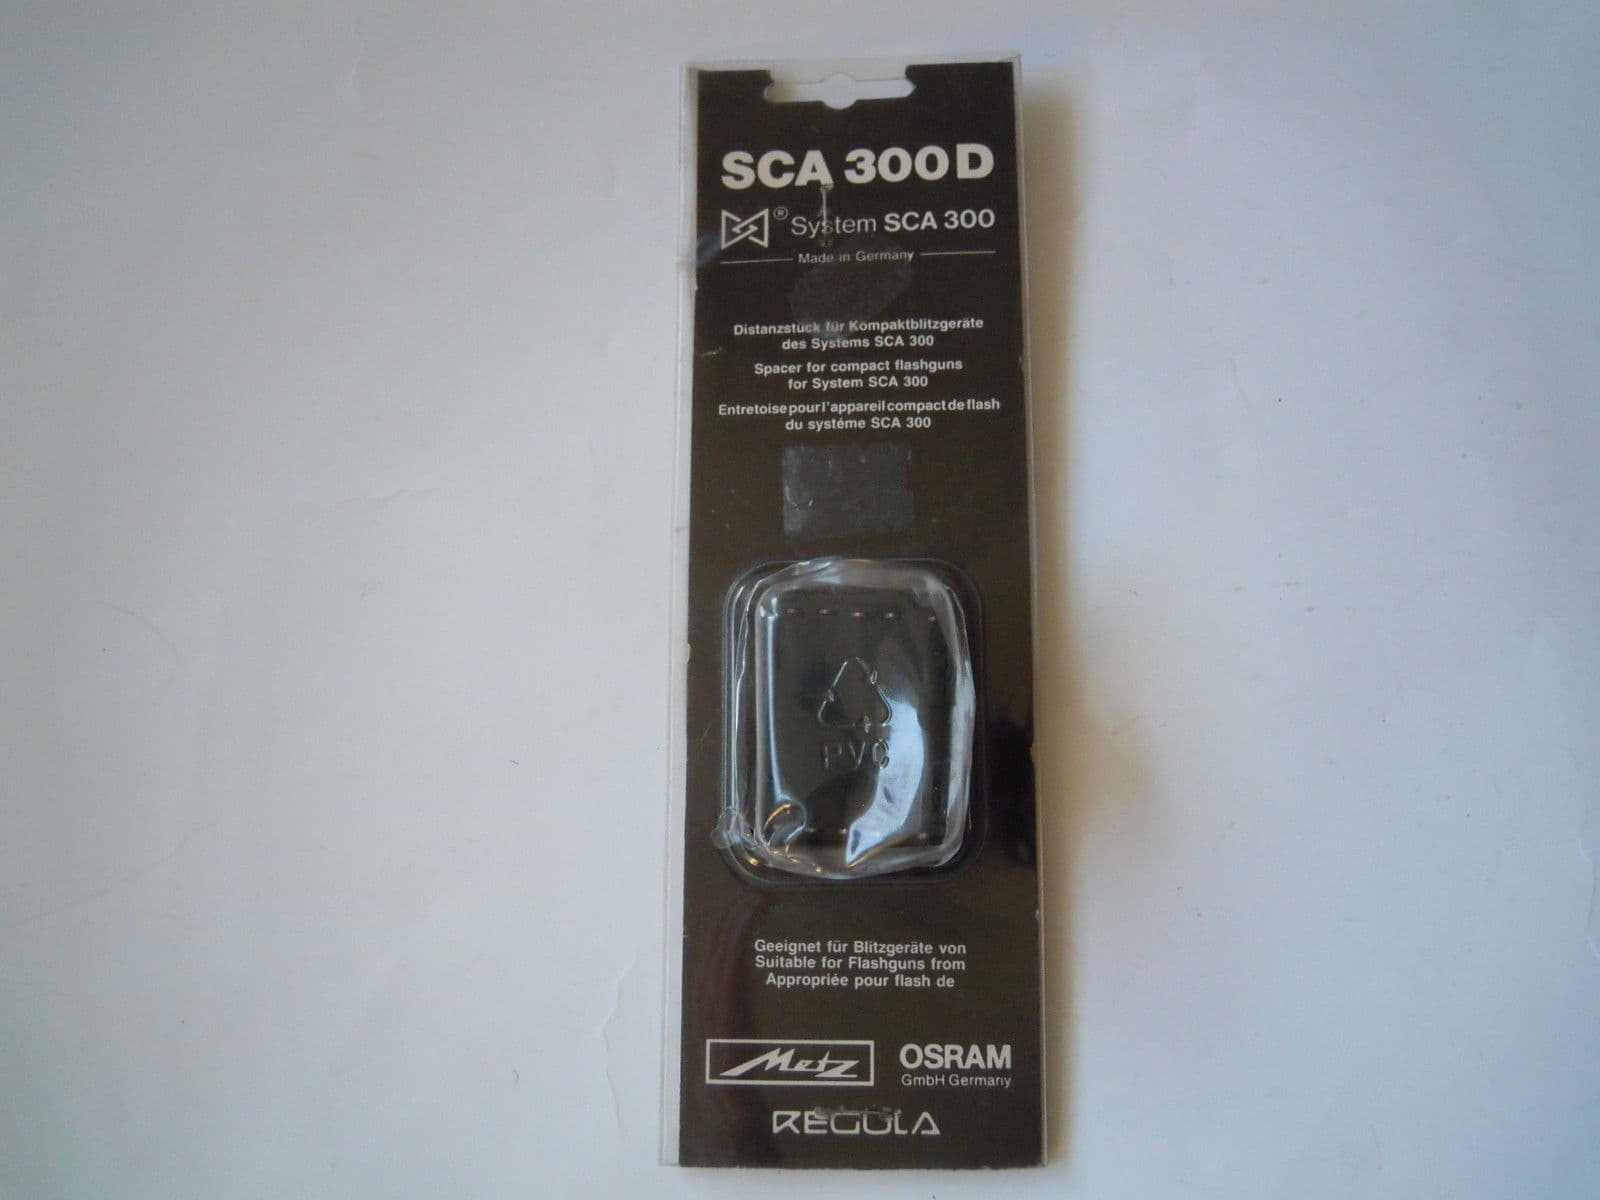 SCA 300 D
® System SCA 300
Made in Germany
Distanzstück für Kompaktblitzgeräte
des Systems SCA 300
Spacer for compact flashguns
for System SCA 300
Entretoise pour l'appareil compact de flash
du systéme SCA 300
PVC
Geeignet für Blitzgeräte von
Suitable for Flashguns from
Appropriée pour flash de
Metz
OSRAM
GmbH Germany
REGULA